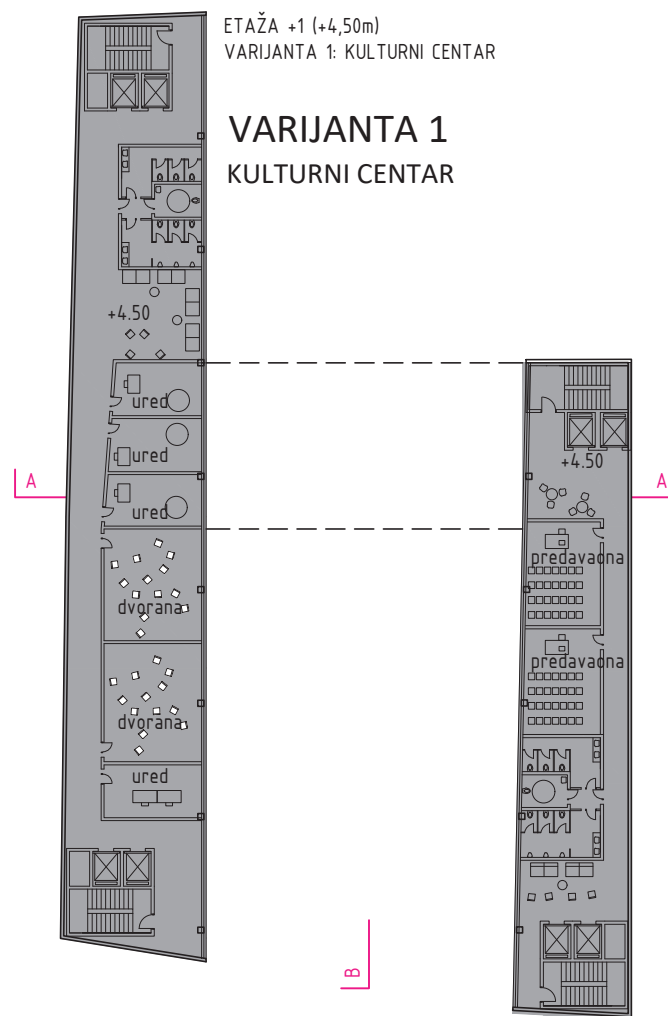 ETAŽA +1 (+4,50m)
VARIJANTA 1: KULTURNI CENTAR
VARIJANTA 1
KULTURNI CENTAR
+4.50
ured
ured
ured
dvorana
dvorana
ured
+4.50
predavaona
predavaona
A
A
B